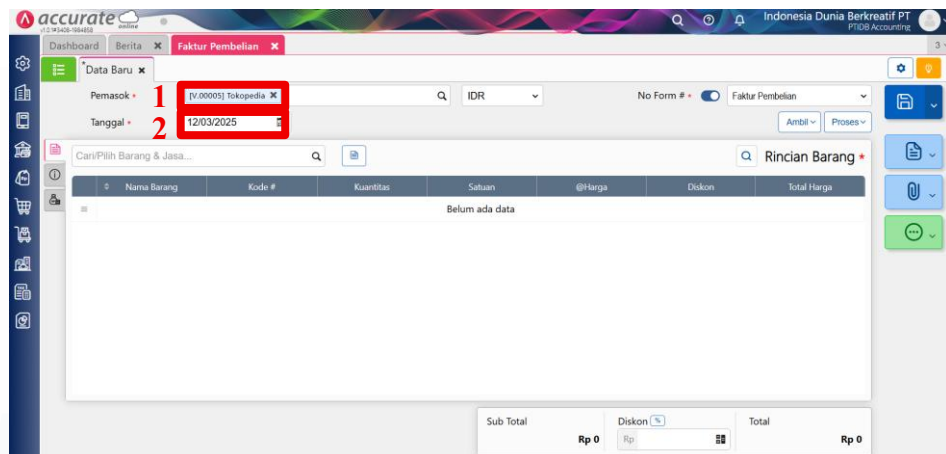 accurate online
Indonesia Dunia Berkreatif PT
PTIDB Accounting
Dashboard Berita Faktur Pembelian 3
*Data Baru
Pemasok * 1 [V.00005] Tokopedia IDR No Form # * Faktur Pembelian
Tanggal * 2 12/03/2025 Ambil Proses
Cari/Pilih Barang & Jasa... Rincian Barang *
Nama Barang Kode # Kuantitas Satuan @Harga Diskon Total Harga
Belum ada data
Sub Total Diskon Total
Rp 0 Rp Rp 0